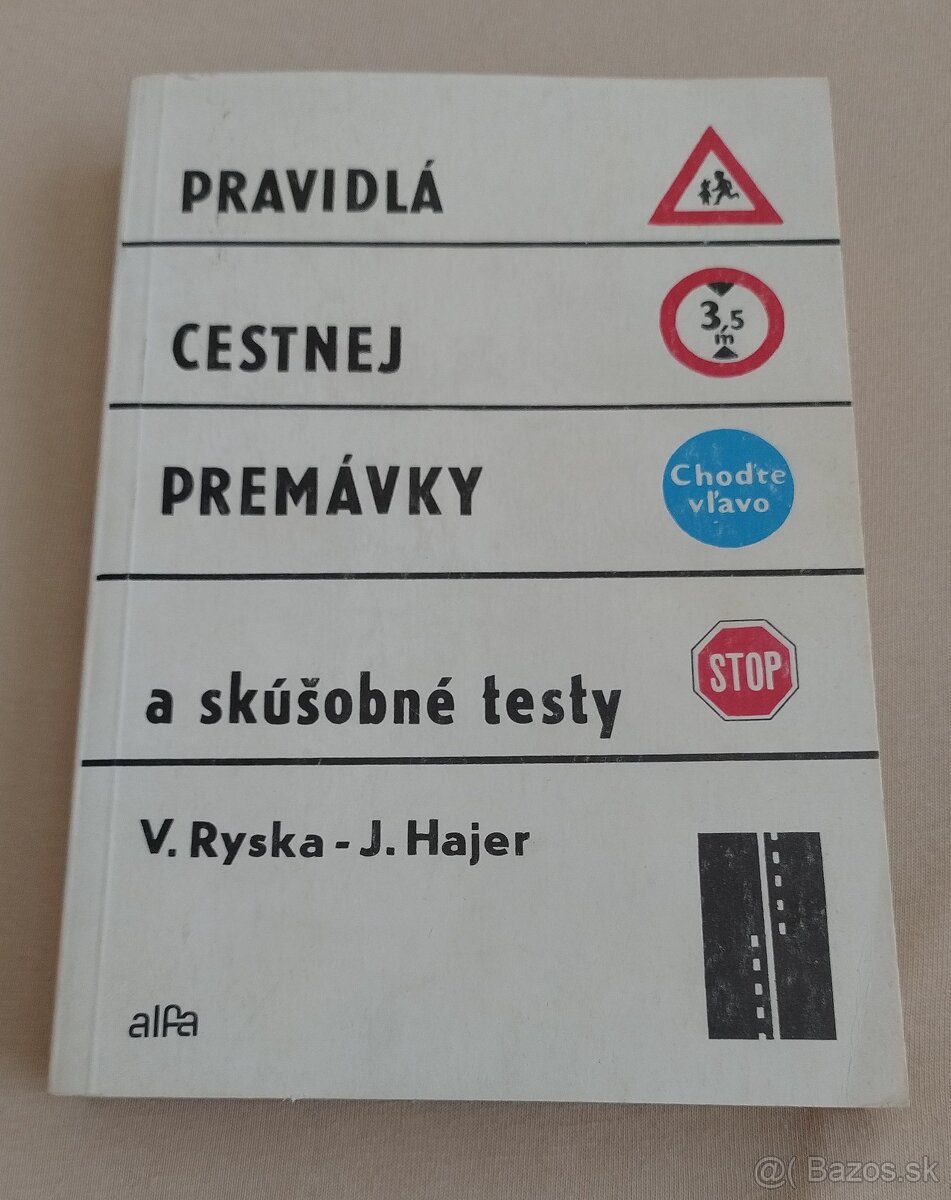 PRAVIDLÁ
CESTNEJ
3,5
m
PREMÁVKY
Choďte
vľavo
a skúšobné testy
STOP
V. Ryska - J. Hajer
alfa
@( Bazos.sk